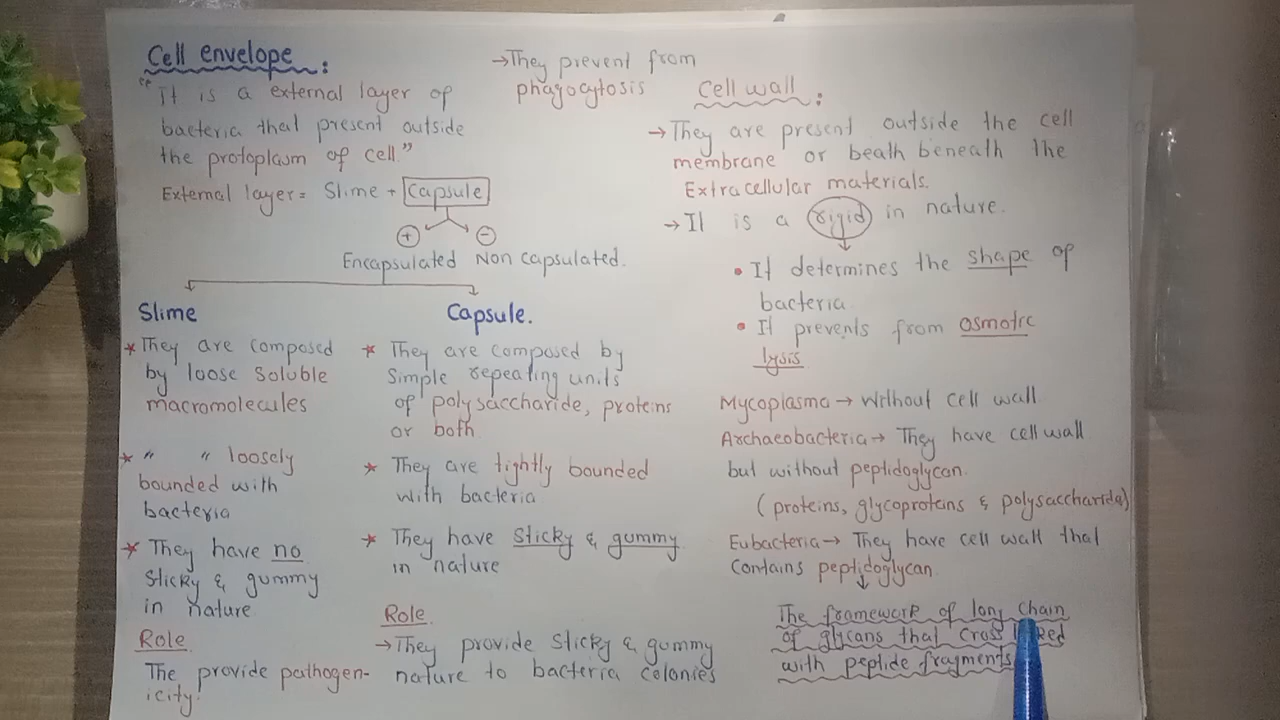 Cell envelope :
"It is a external layer of
bacteria that present outside
the protoplasm of cell."
External layer = Slime + Capsule
+ -
Encapsulated Non capsulated.
Slime
* They are composed
by loose soluble
macromolecules
* " " loosely
bounded with
bacteria
* They have no
sticky & gummy
in nature
Role
The provide pathogen-
icity.
Capsule.
* They are composed by
simple repeating units
of polysaccharide, proteins
or both
* They are tightly bounded
with bacteria
* They have sticky & gummy
in nature
Role
→ They provide sticky & gummy
nature to bacteria colonies
→ They prevent from
phagocytosis
Cell wall :
→ They are present outside the cell
membrane or beath beneath the
Extracellular materials.
→ It is a rigid in nature.
• It determines the shape of
bacteria
• It prevents from osmotic
lysis
Mycoplasma → Without cell wall
Archaeobacteria → They have cell wall
but without peptidoglycan.
(proteins, glycoproteins & polysaccharide)
Eubacteria → They have cell wall that
contains peptidoglycan.
The framework of long chain
of glycans that cross
with peptide fragments